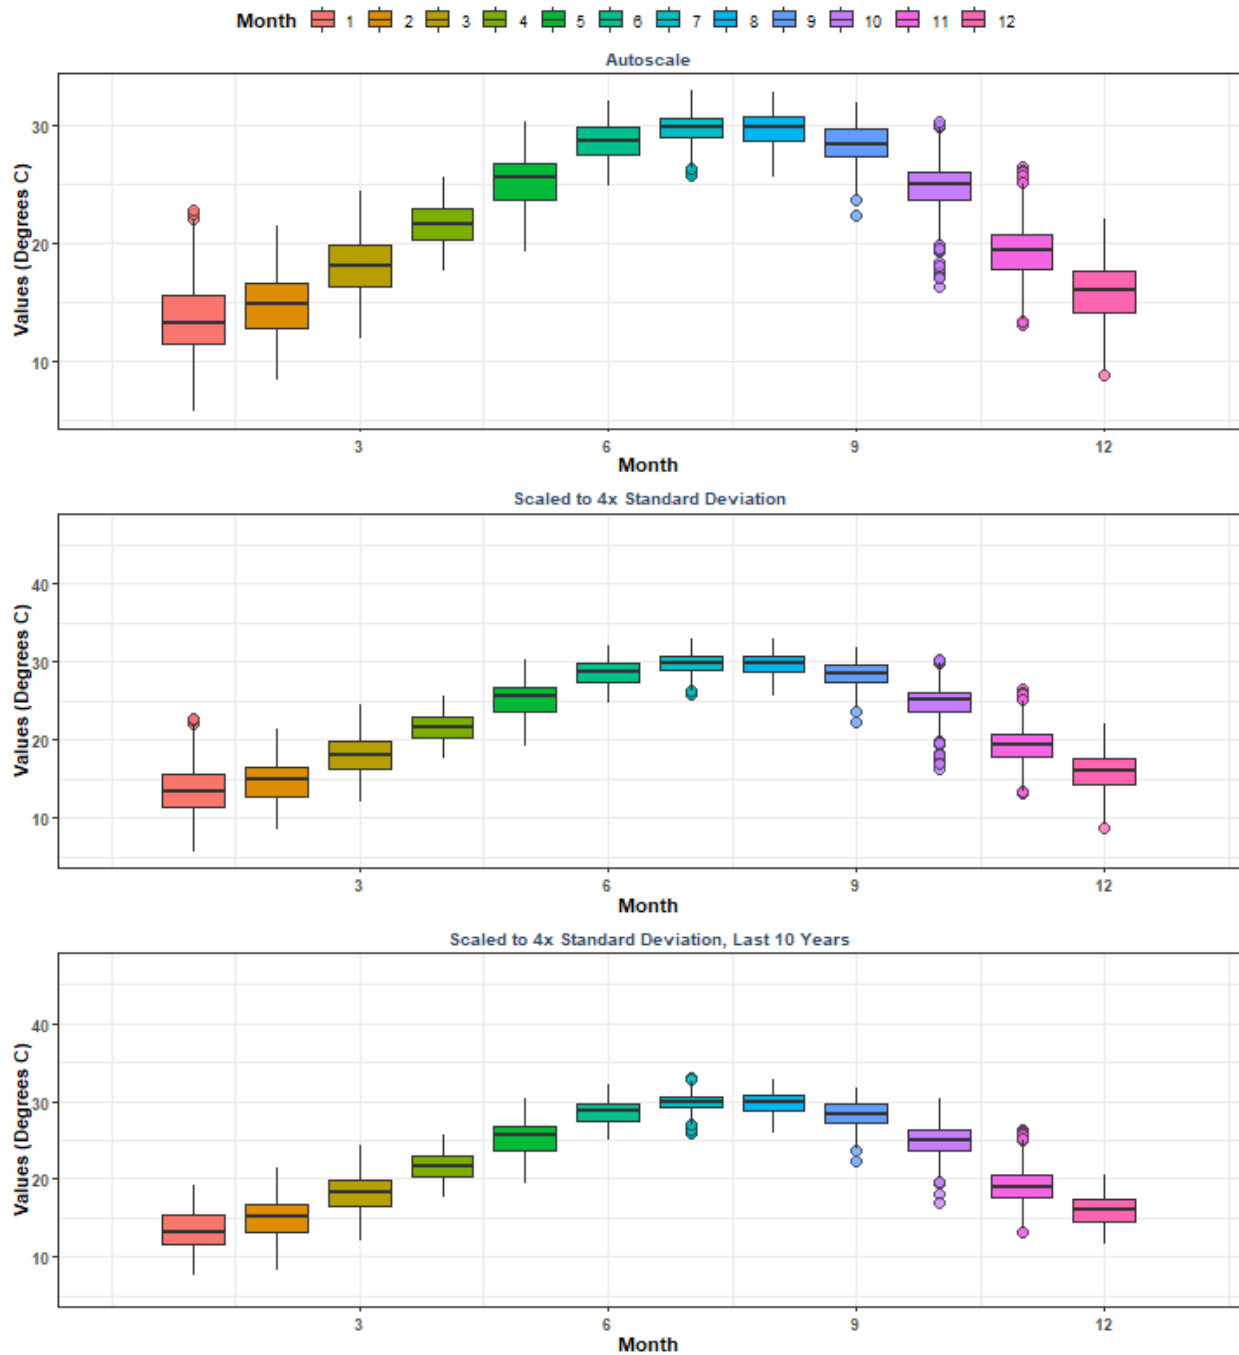 Month 1 2 3 4 5 6 7 8 9 10 11 12
Autoscale
Values (Degrees C)
30
20
10
3 6 9 12
Month
Scaled to 4x Standard Deviation
Values (Degrees C)
40
30
20
10
3 6 9 12
Month
Scaled to 4x Standard Deviation, Last 10 Years
Values (Degrees C)
40
30
20
10
3 6 9 12
Month